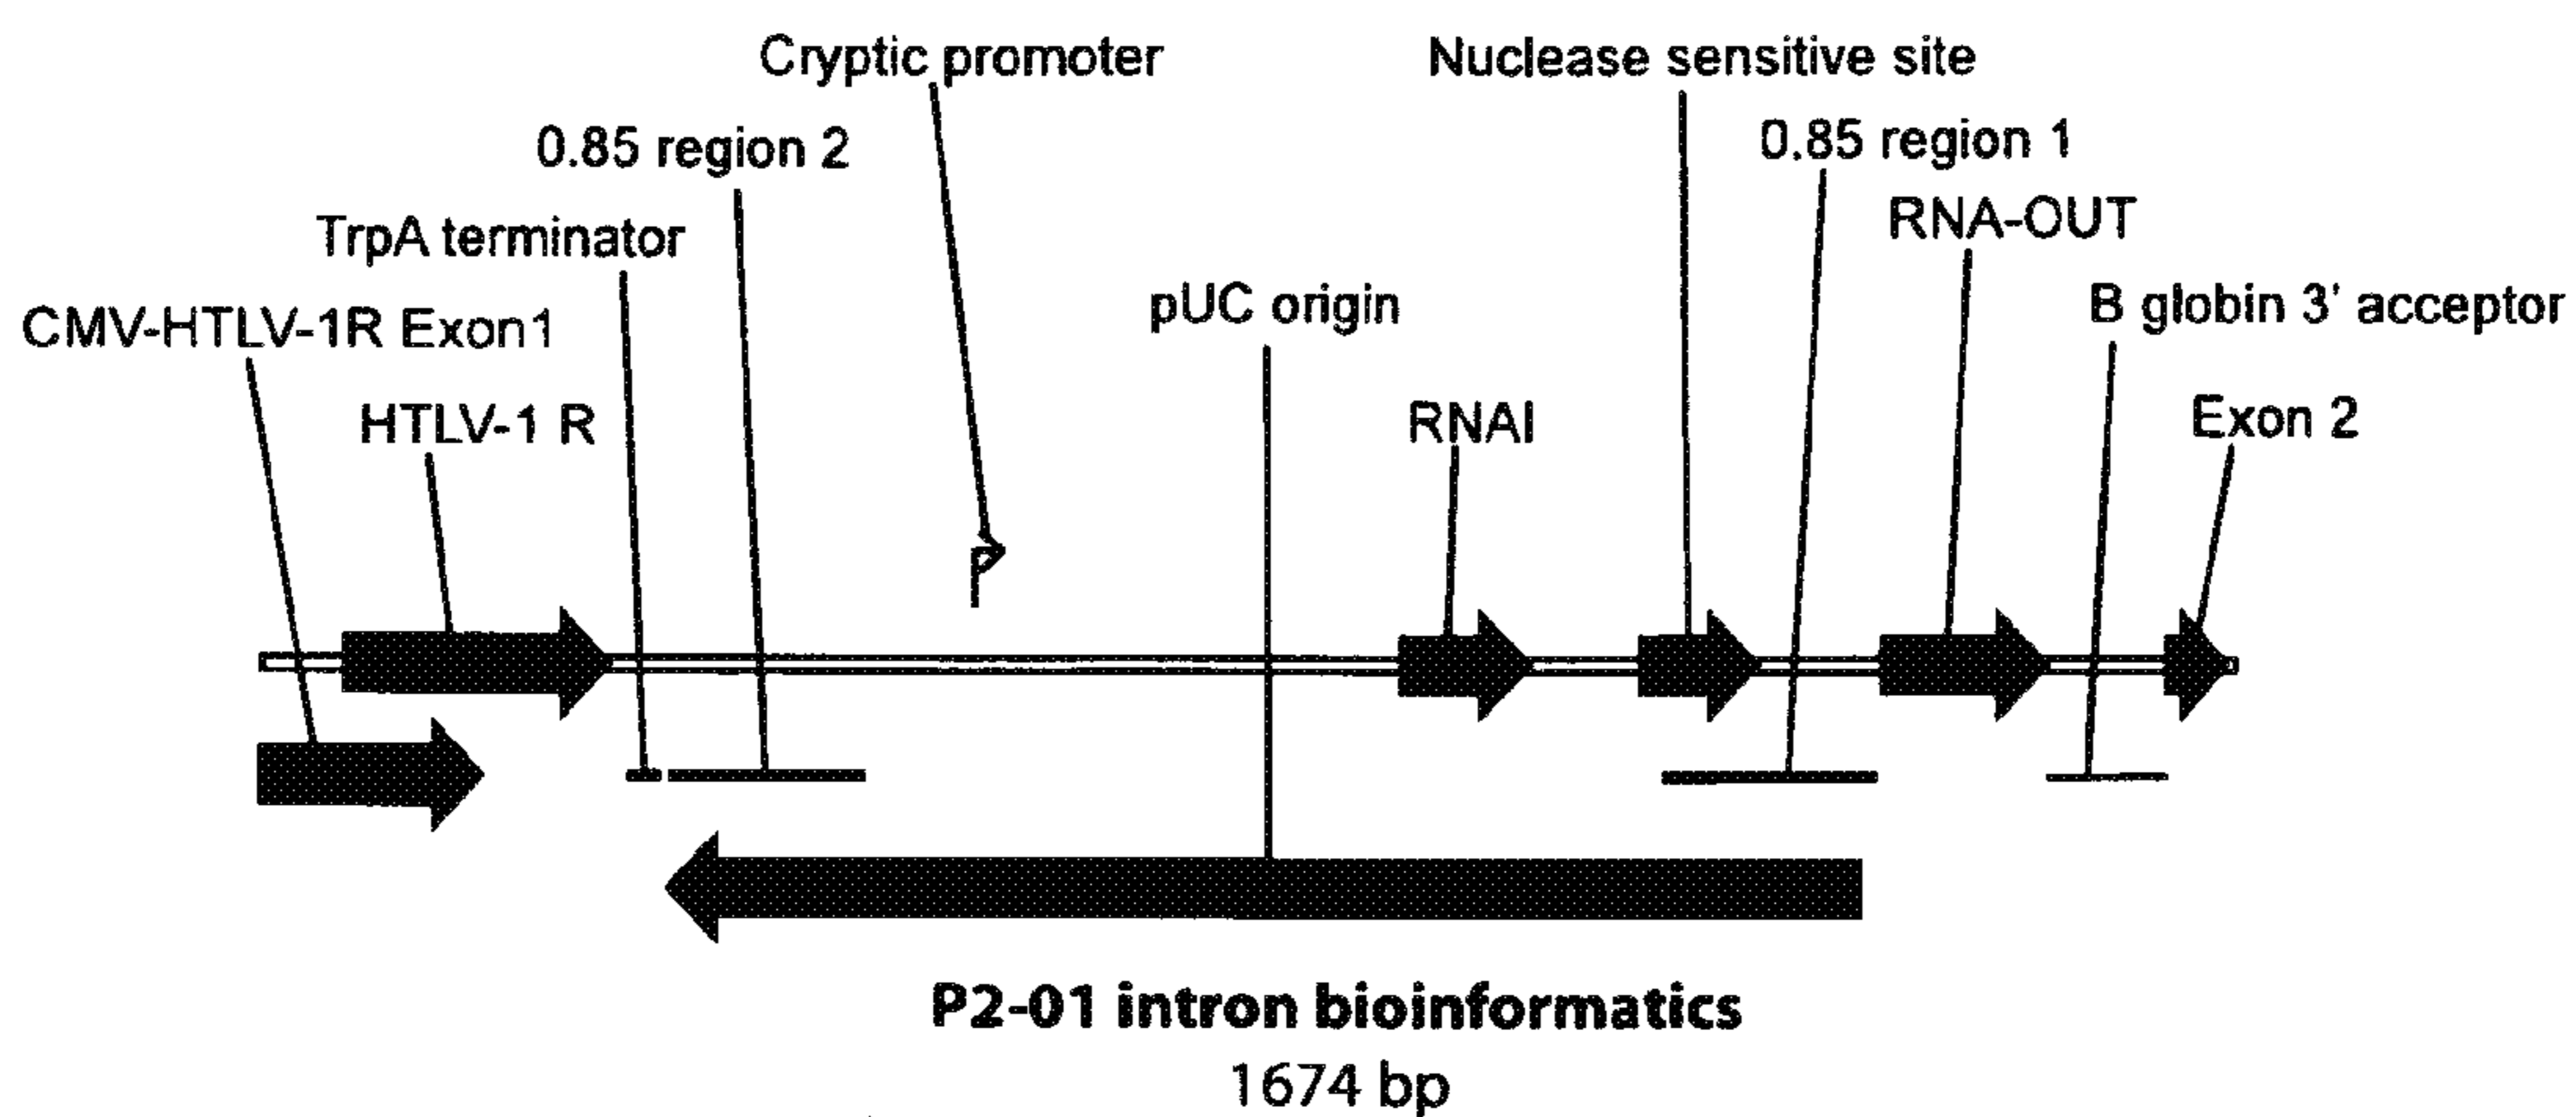 Cryptic promoter
Nuclease sensitive site
0.85 region 2
0.85 region 1
TrpA terminator
RNA-OUT
CMV-HTLV-1R Exon1
pUC origin
B globin 3' acceptor
HTLV-1 R
RNAI
Exon 2
P2-01 intron bioinformatics
1674 bp